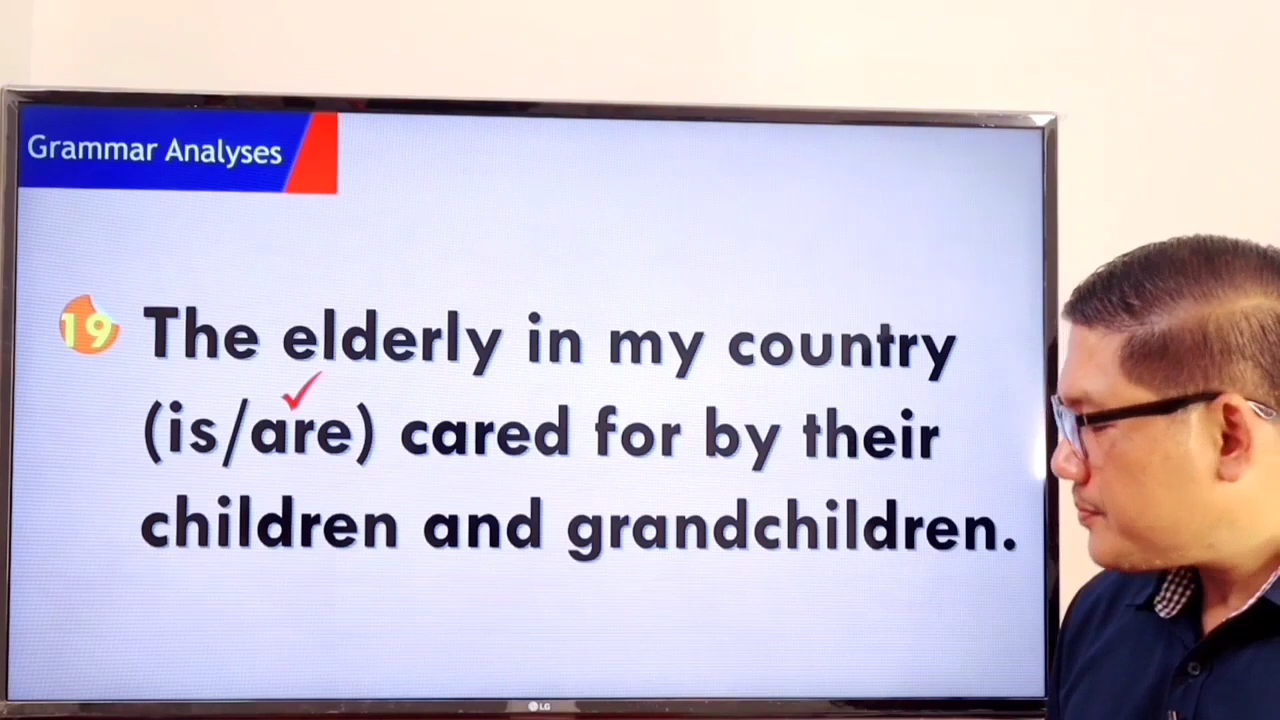 Grammar Analyses
19 The elderly in my country
(is/are) cared for by their
children and grandchildren.
LG